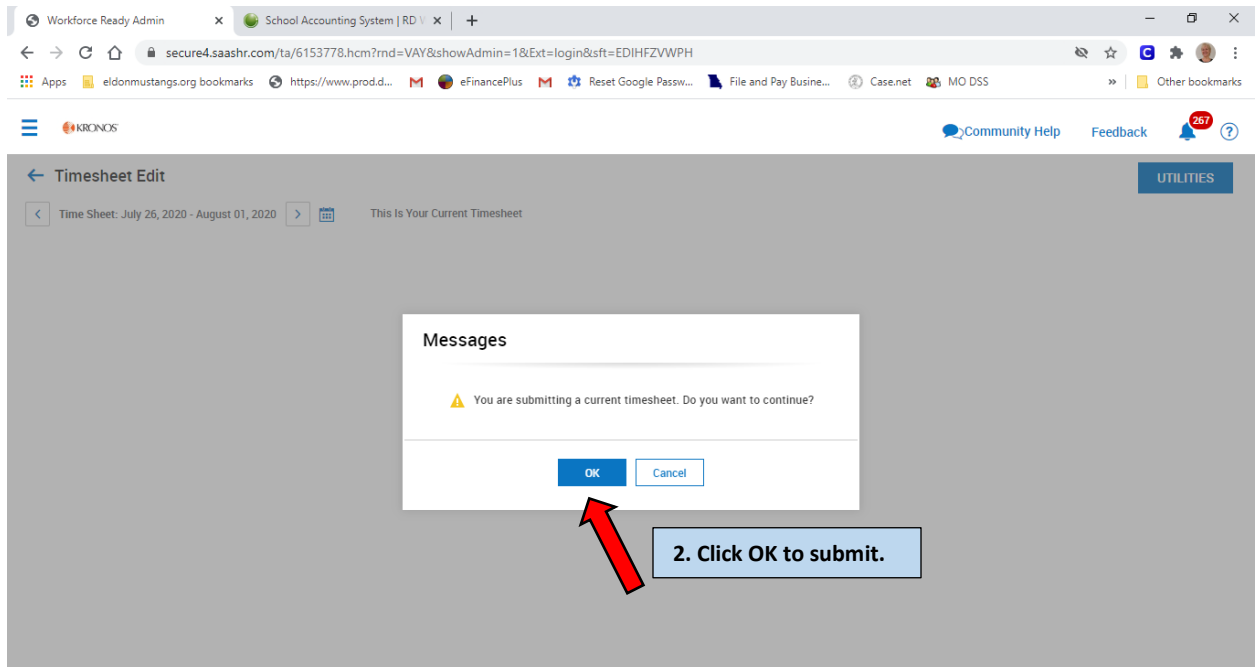 Workforce Ready Admin
School Accounting System | RD
secure4.saashr.com/ta/6153778.hcm?rnd=VAY&showAdmin=1&Ext=login&sft=EDIHFZVWPH
Apps eldonmustangs.org bookmarks https://www.prod.d... eFinancePlus Reset Google Passw... File and Pay Busine... Case.net MO DSS » Other bookmarks
KRONOS Community Help Feedback 267 ?
Timesheet Edit UTILITIES
Time Sheet: July 26, 2020 - August 01, 2020 This Is Your Current Timesheet
Messages
You are submitting a current timesheet. Do you want to continue?
OK Cancel
2. Click OK to submit.